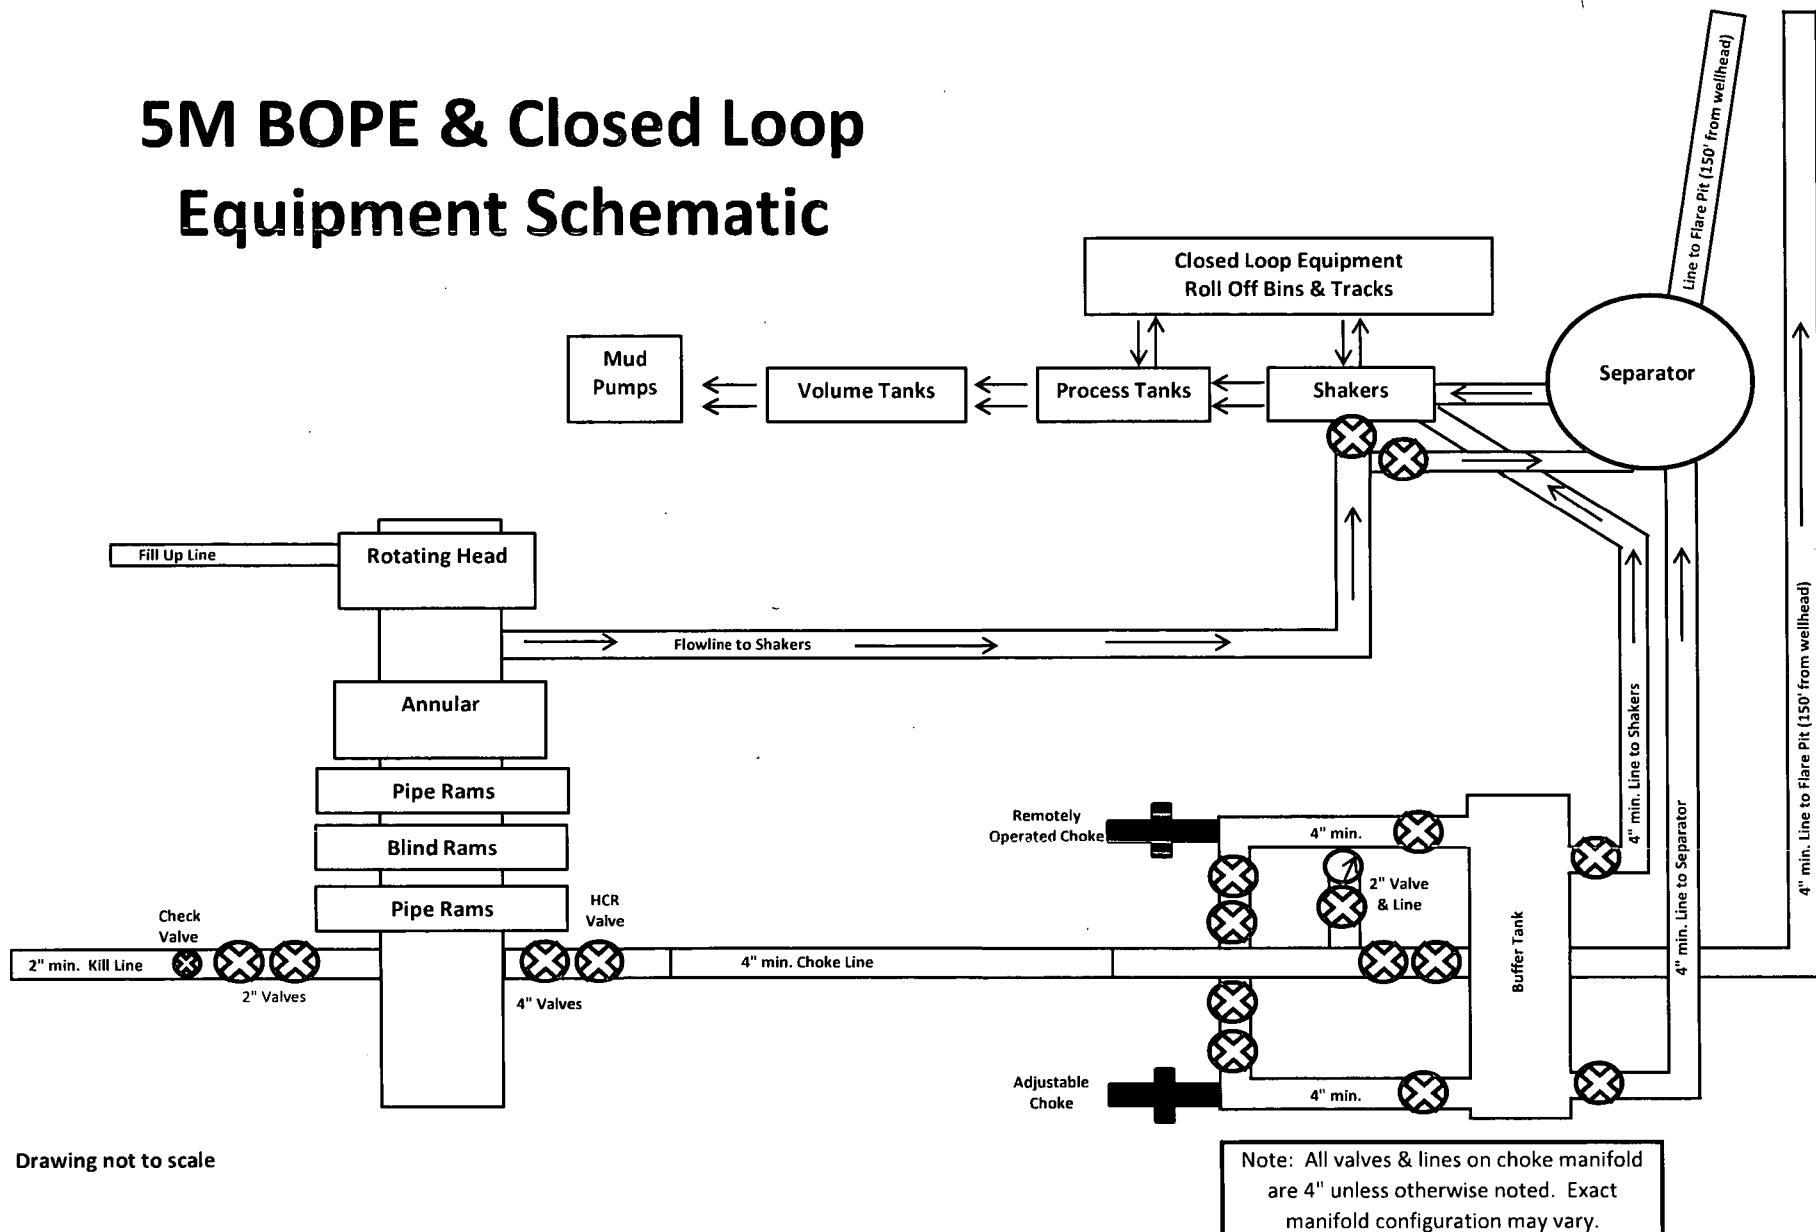 5M BOPE & Closed Loop
Equipment Schematic
Line to Flare Pit (150' from wellhead)
Closed Loop Equipment
Roll Off Bins & Tracks
Mud
Pumps
Volume Tanks
Process Tanks
Shakers
Separator
Fill Up Line
Rotating Head
Flowline to Shakers
Annular
Pipe Rams
Blind Rams
Pipe Rams
Check
Valve
HCR
Valve
2" min. Kill Line
2" Valves
4" Valves
4" min. Choke Line
Remotely
Operated Choke
4" min.
2" Valve
& Line
Buffer Tank
4" min. Line to Shakers
4" min. Line to Separator
4" min. Line to Flare Pit (150' from wellhead)
Adjustable
Choke
4" min.
Drawing not to scale
Note: All valves & lines on choke manifold
are 4" unless otherwise noted. Exact
manifold configuration may vary.